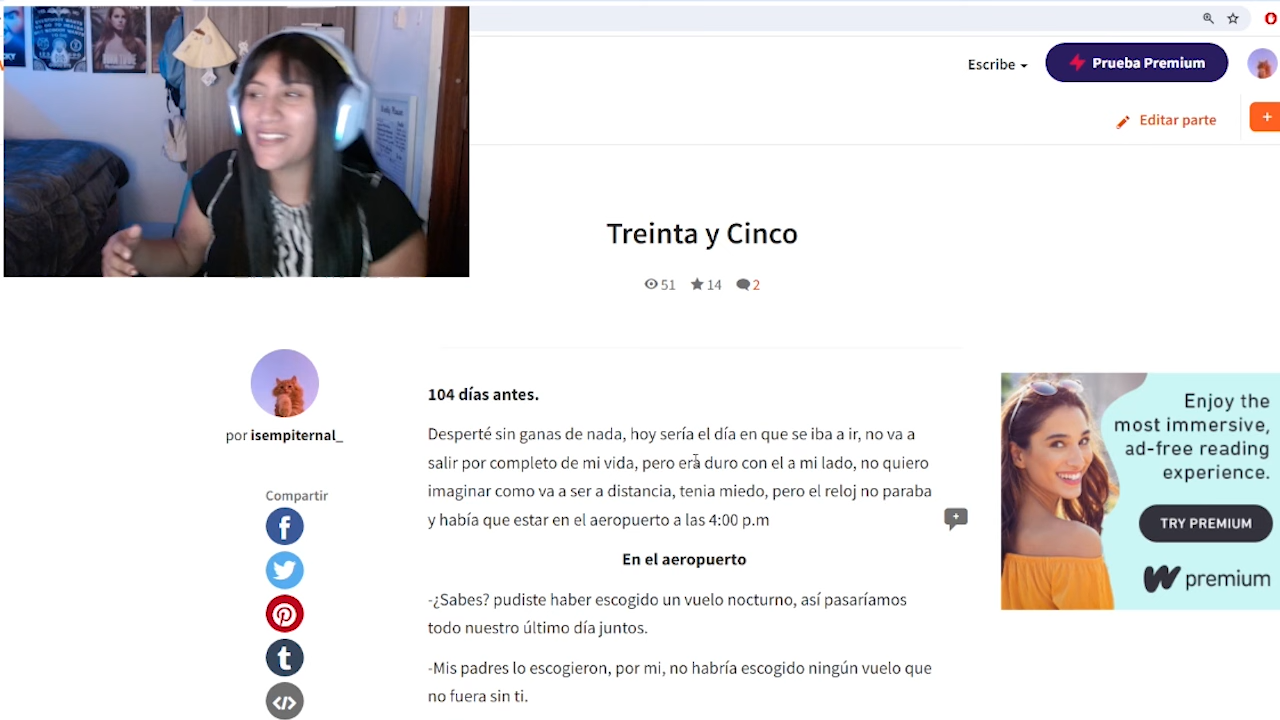 Escribe
Prueba Premium
Editar parte
+
Treinta y Cinco
51 14 2
por isempiternal_
Compartir
104 días antes.
Desperté sin ganas de nada, hoy sería el día en que se iba a ir, no va a
salir por completo de mi vida, pero era duro con el a mi lado, no quiero
imaginar como va a ser a distancia, tenia miedo, pero el reloj no paraba
y había que estar en el aeropuerto a las 4:00 p.m
En el aeropuerto
-¿Sabes? pudiste haber escogido un vuelo nocturno, así pasaríamos
todo nuestro último día juntos.
-Mis padres lo escogieron, por mi, no habría escogido ningún vuelo que
no fuera sin ti.
Enjoy the
most immersive,
ad-free reading
experience.
TRY PREMIUM
premium